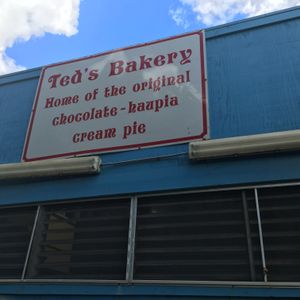 Ted's Bakery
Home of the original
chocolate-haupia
cream pie